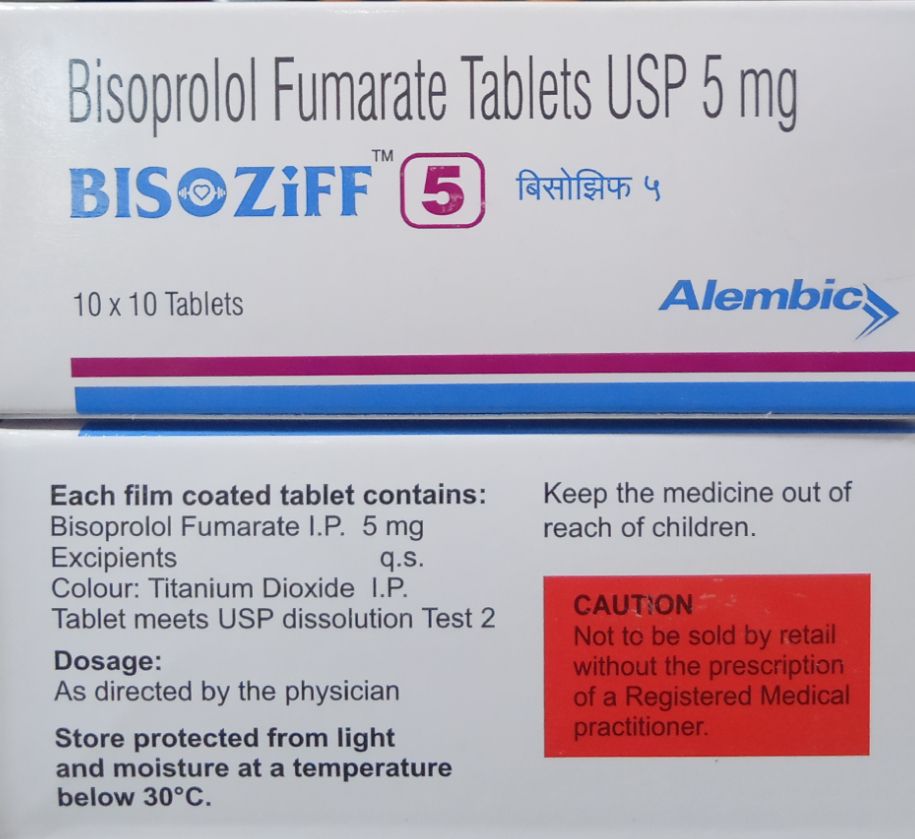 Bisoprolol Fumarate Tablets USP 5 mg
BISOZiFF™ 5 बिसोझिफ ५
10 x 10 Tablets
Alembic
Each film coated tablet contains:
Bisoprolol Fumarate I.P. 5 mg
Excipients q.s.
Colour: Titanium Dioxide I.P.
Tablet meets USP dissolution Test 2
Dosage:
As directed by the physician
Store protected from light
and moisture at a temperature
below 30°C.
Keep the medicine out of
reach of children.
CAUTION
Not to be sold by retail
without the prescription
of a Registered Medical
practitioner.